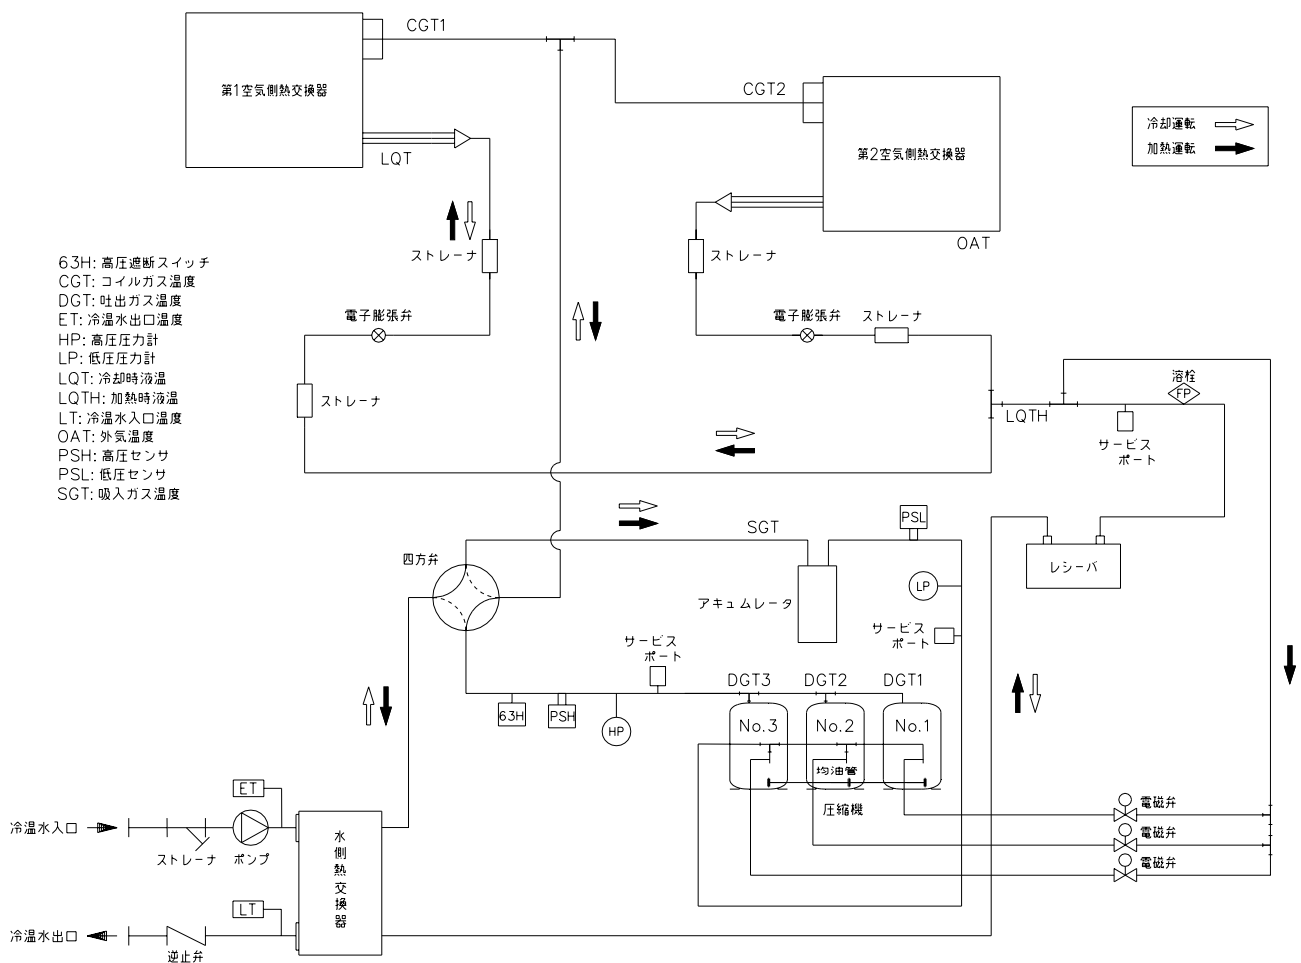 CGT1
第1空気側熱交換器
LQT
CGT2
第2空気側熱交換器
OAT
冷却運転
加熱運転
ストレーナ
ストレーナ
63H: 高圧遮断スイッチ
CGT: コイルガス温度
DGT: 吐出ガス温度
ET: 冷温水出口温度
HP: 高圧圧力計
LP: 低圧圧力計
LQT: 冷却時液温
LQTH: 加熱時液温
LT: 冷温水入口温度
OAT: 外気温度
PSH: 高圧センサ
PSL: 低圧センサ
SGT: 吸入ガス温度
電子膨張弁
電子膨張弁
ストレーナ
ストレーナ
溶栓
FP
LQTH
サービス
ポート
SGT
PSL
四方弁
レシーバ
LP
アキュムレータ
サービス
ポート
サービス
ポート
DGT3
DGT2
DGT1
63H
PSH
HP
No.3
No.2
No.1
均油管
圧縮機
電磁弁
電磁弁
電磁弁
ET
冷温水入口
ストレーナ
ポンプ
水側熱交換器
LT
冷温水出口
逆止弁